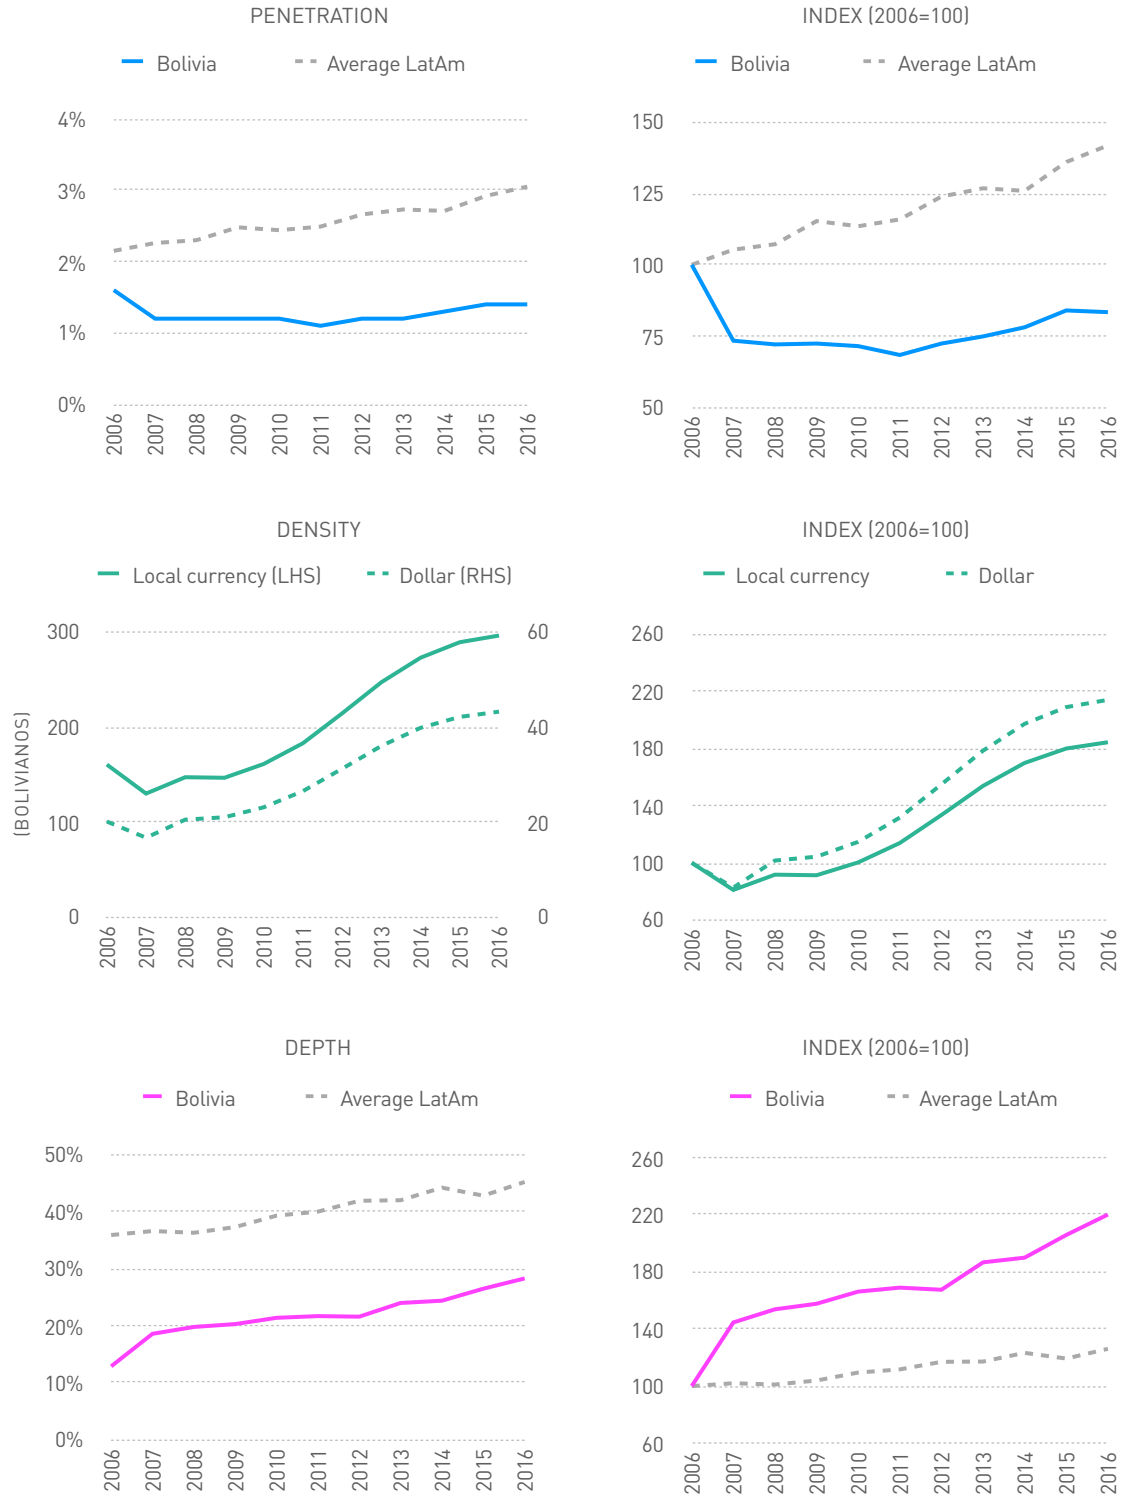 PENETRATION
Bolivia Average LatAm
4%
3%
2%
1%
0%
2006 2007 2008 2009 2010 2011 2012 2013 2014 2015 2016
INDEX (2006=100)
Bolivia Average LatAm
150
125
100
75
50
2006 2007 2008 2009 2010 2011 2012 2013 2014 2015 2016
DENSITY
Local currency (LHS) Dollar (RHS)
(BOLIVIANOS)
300 60
200 40
100 20
0 0
2006 2007 2008 2009 2010 2011 2012 2013 2014 2015 2016
INDEX (2006=100)
Local currency Dollar
260
220
180
140
100
60
2006 2007 2008 2009 2010 2011 2012 2013 2014 2015 2016
DEPTH
Bolivia Average LatAm
50%
40%
30%
20%
10%
0%
2006 2007 2008 2009 2010 2011 2012 2013 2014 2015 2016
INDEX (2006=100)
Bolivia Average LatAm
260
220
180
140
100
60
2006 2007 2008 2009 2010 2011 2012 2013 2014 2015 2016